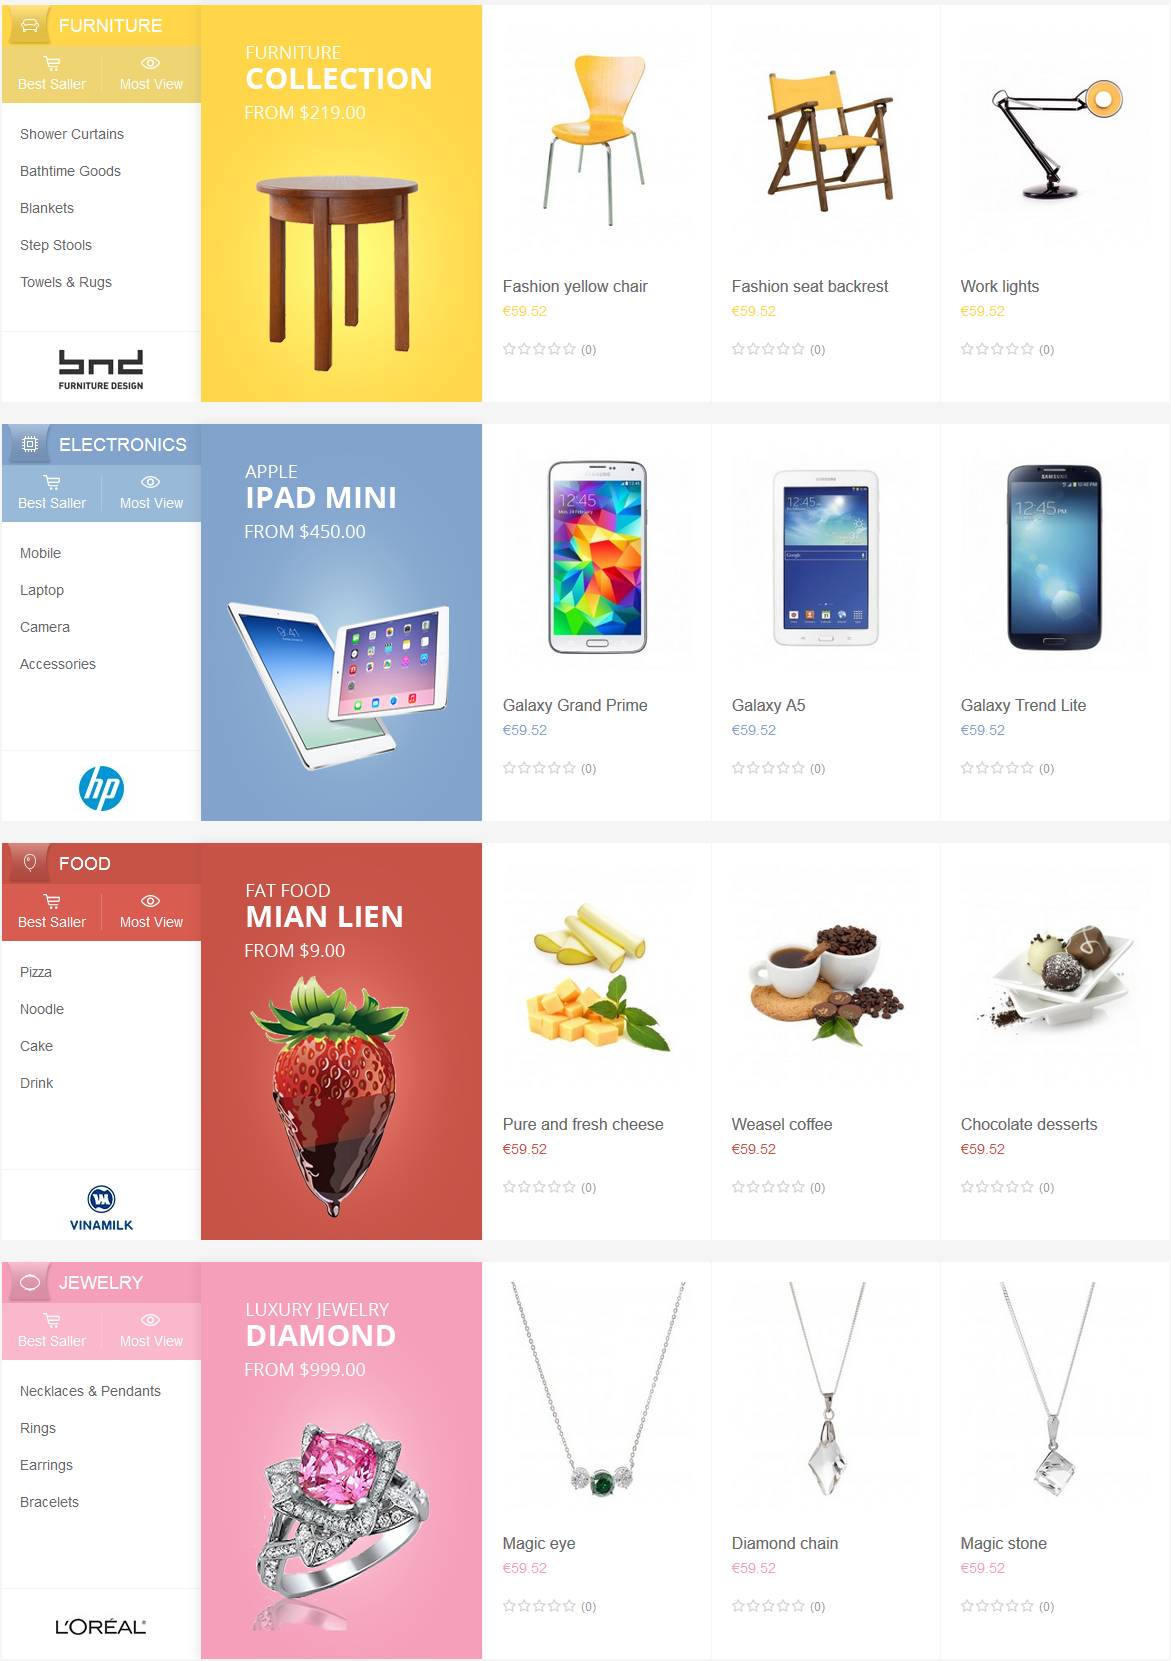 FURNITURE
Best Saller
Most View
Shower Curtains
Bathtime Goods
Blankets
Step Stools
Towels & Rugs
bnd
FURNITURE DESIGN
FURNITURE
COLLECTION
FROM $219.00
Fashion yellow chair
€59.52
(0)
Fashion seat backrest
€59.52
(0)
Work lights
€59.52
(0)
ELECTRONICS
Best Saller
Most View
Mobile
Laptop
Camera
Accessories
hp
APPLE
IPAD MINI
FROM $450.00
9:41
SAMSUNG
12:45
Galaxy Grand Prime
€59.52
(0)
SAMSUNG
12:45
Google
Galaxy A5
€59.52
(0)
SAMSUNG
12:45 PM
Galaxy Trend Lite
€59.52
(0)
FOOD
Best Saller
Most View
Pizza
Noodle
Cake
Drink
VINAMILK
FAT FOOD
MIAN LIEN
FROM $9.00
Pure and fresh cheese
€59.52
(0)
Weasel coffee
€59.52
(0)
Chocolate desserts
€59.52
(0)
JEWELRY
Best Saller
Most View
Necklaces & Pendants
Rings
Earrings
Bracelets
L'ORÉAL
LUXURY JEWELRY
DIAMOND
FROM $999.00
Magic eye
€59.52
(0)
Diamond chain
€59.52
(0)
Magic stone
€59.52
(0)